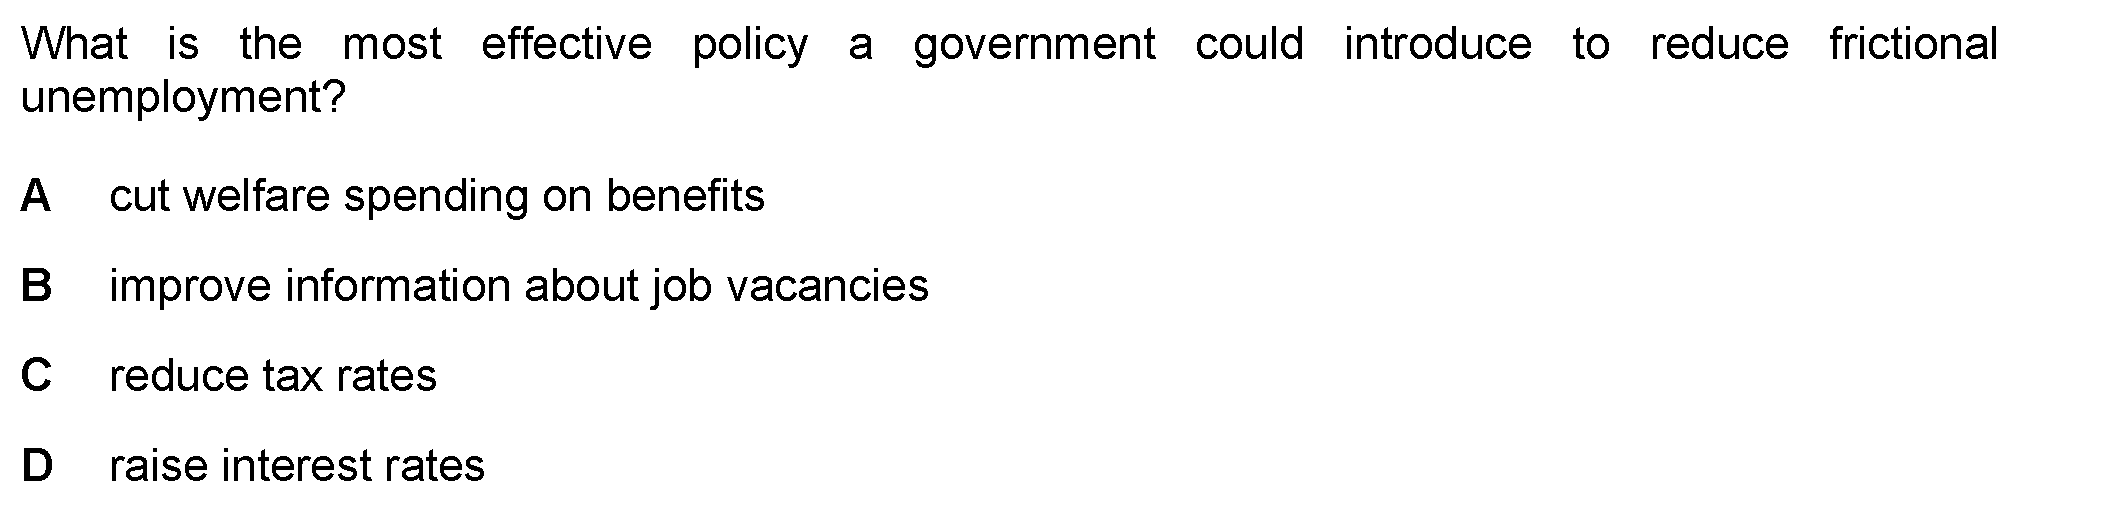 What is the most effective policy a government could introduce to reduce frictional
unemployment?
A cut welfare spending on benefits
B improve information about job vacancies
C reduce tax rates
D raise interest rates